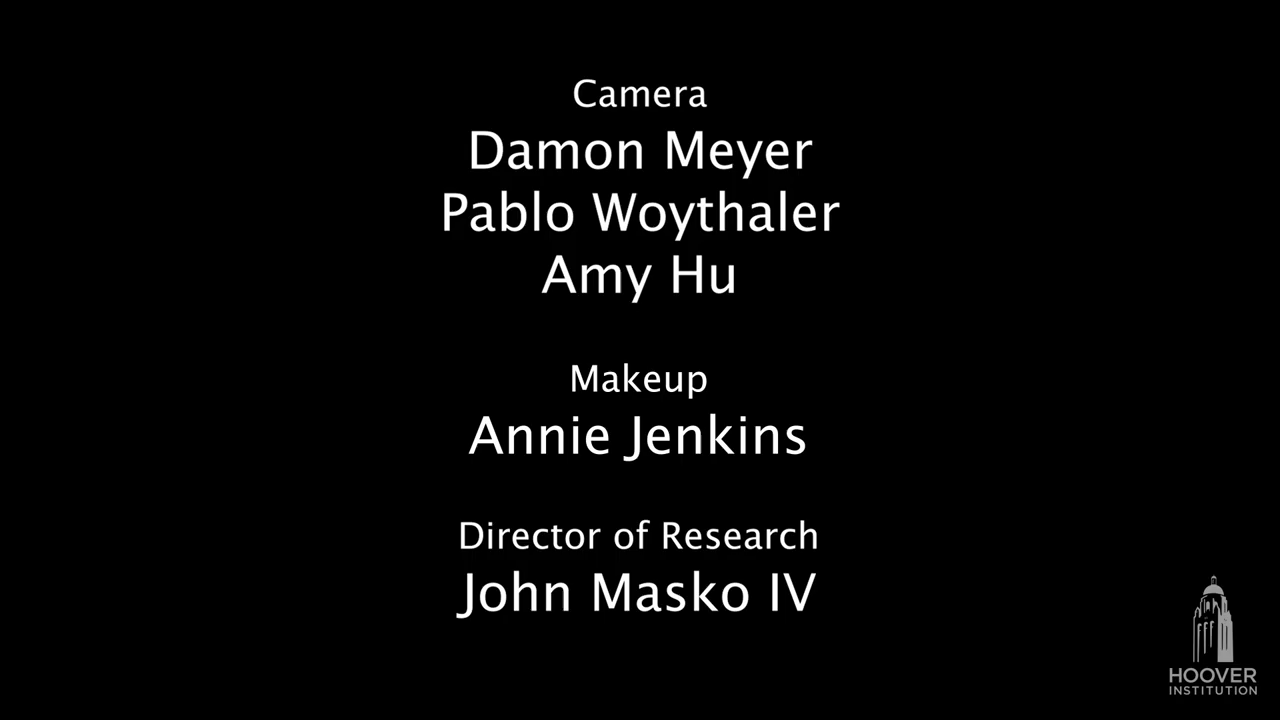 Camera
Damon Meyer
Pablo Woythaler
Amy Hu
Makeup
Annie Jenkins
Director of Research
John Masko IV
HOOVER
INSTITUTION